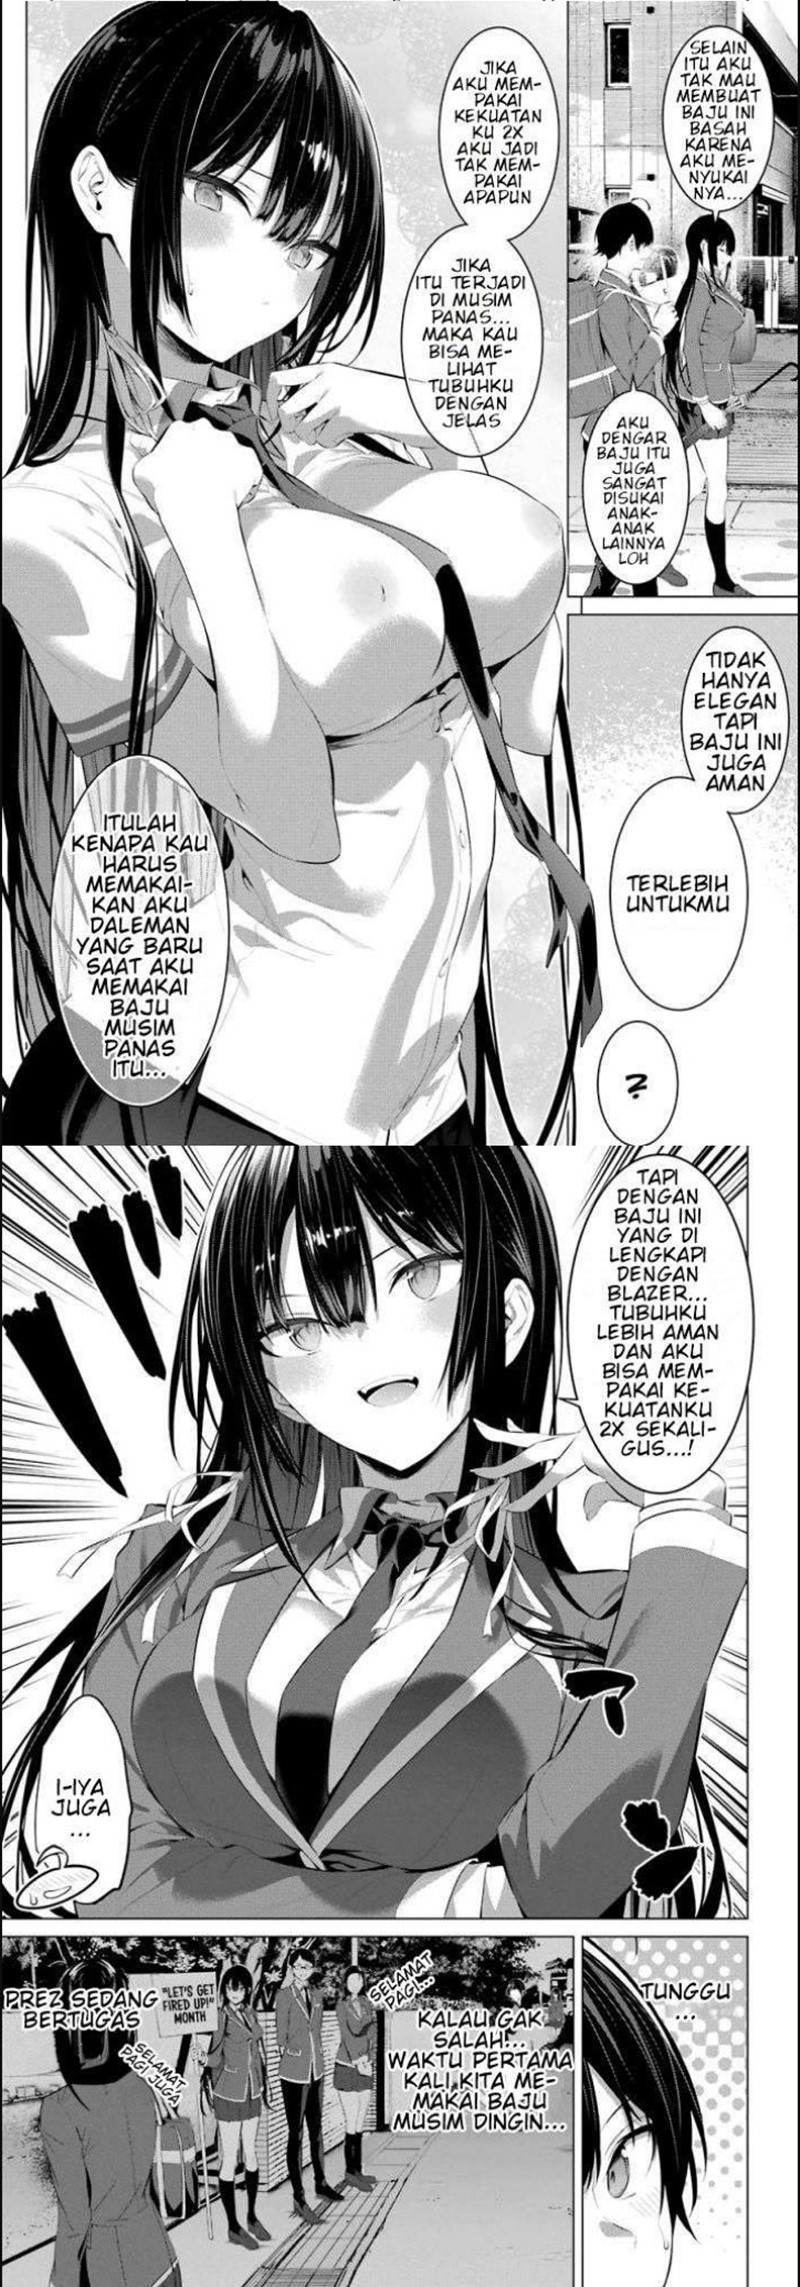 SELAIN
ITU AKU
TAK MAU
MEMBUAT
BAJU INI
BASAH
KARENA
AKU ME-
NYUKAI
NYA...
AKU
DENGAR
BAJU ITU
JUGA
SANGAT
DISUKAI
ANAK-
ANAK
LAINNYA
LOH
JIKA
AKU MEM-
PAKAI
KEKUATAN
KU 2X
AKU JADI
TAK MEM-
PAKAI
APAPUN
JIKA
ITU TERJADI
DI MUSIM
PANAS...
MAKA KAU
BISA ME-
LIHAT
TUBUHKU
DENGAN
JELAS
ITULAH
KENAPA KAU
HARUS
MEMAKAI-
KAN AKU
DALEMAN
YANG BARU
SAAT AKU
MEMAKAI
BAJU
MUSIM
PANAS
ITU...
TIDAK
HANYA
ELEGAN
TAPI
BAJU INI
JUGA
AMAN
TERLEBIH
UNTUKMU
?
TAPI
DENGAN
BAJU INI
YANG DI
LENGKAPI
DENGAN
BLAZER...
TUBUHKU
LEBIH AMAN
DAN AKU
BISA MEM-
PAKAI KE-
KUATANKU
2X SEKALI-
GUS...!
I-IYA
JUGA
...
TUNGGU
...
KALAU GAK
SALAH...
WAKTU PERTAMA
KALI KITA ME-
MAKAI BAJU
MUSIM DINGIN...
SELAMAT
PAGI...
"LET'S GET
FIRED UP!"
MONTH
PREZ SEDANG
BERTUGAS
SELAMAT
PAGI JUGA